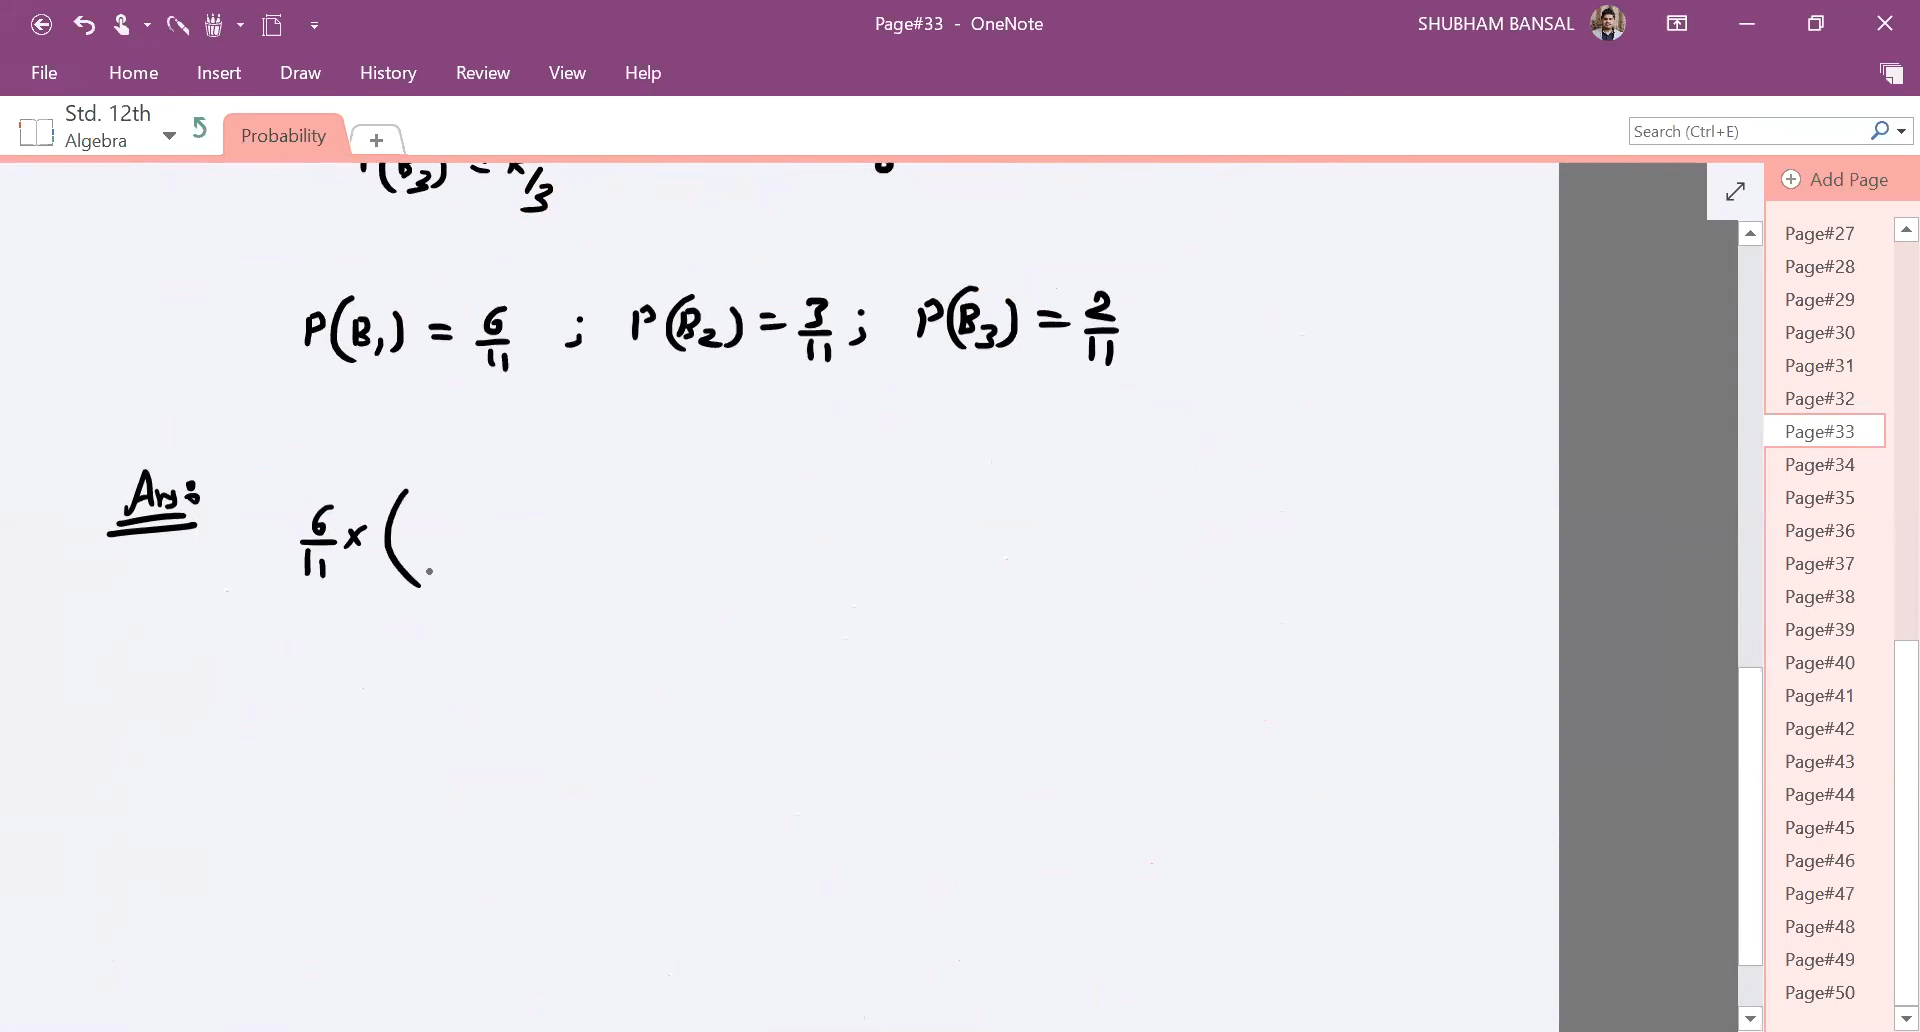 Page#33 - OneNote
SHUBHAM BANSAL
File Home Insert Draw History Review View Help
Std. 12th
Algebra
Probability
Search (Ctrl+E)
Add Page
P(B3) = x/3
P(B1) = 6/11 ; P(B2) = 3/11 ; P(B3) = 2/11
Ans:
6/11 × (
Page#27
Page#28
Page#29
Page#30
Page#31
Page#32
Page#33
Page#34
Page#35
Page#36
Page#37
Page#38
Page#39
Page#40
Page#41
Page#42
Page#43
Page#44
Page#45
Page#46
Page#47
Page#48
Page#49
Page#50